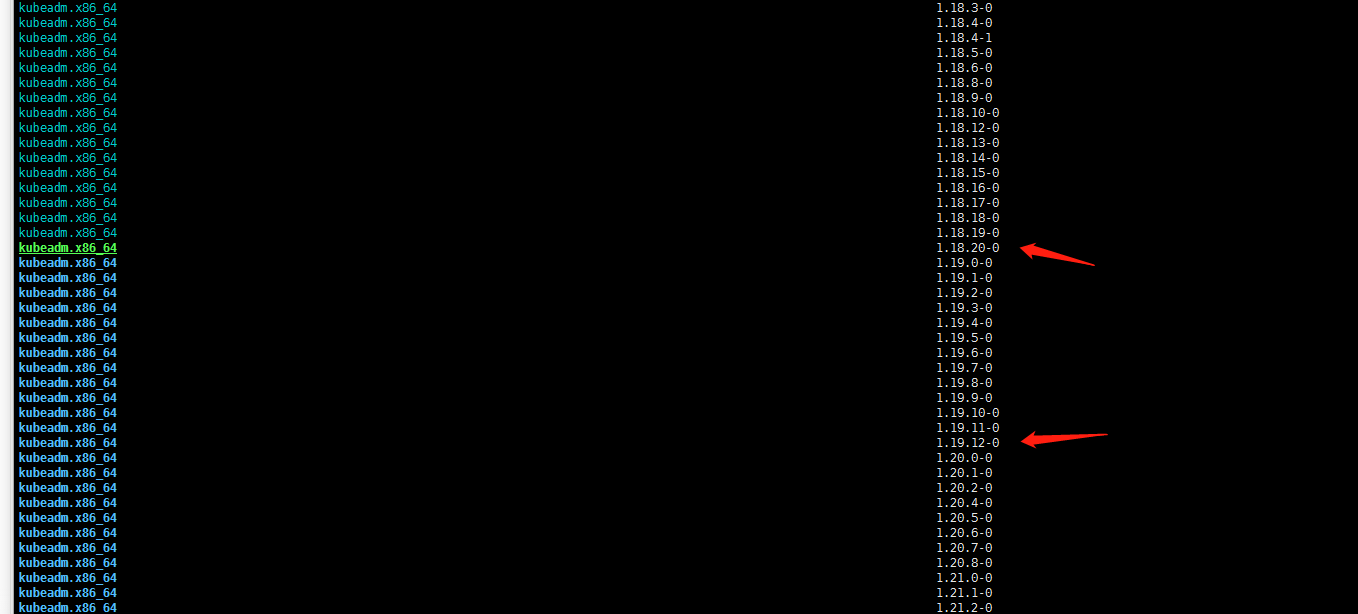 kubeadm.x86_64 1.18.3-0
kubeadm.x86_64 1.18.4-0
kubeadm.x86_64 1.18.4-1
kubeadm.x86_64 1.18.5-0
kubeadm.x86_64 1.18.6-0
kubeadm.x86_64 1.18.8-0
kubeadm.x86_64 1.18.9-0
kubeadm.x86_64 1.18.10-0
kubeadm.x86_64 1.18.12-0
kubeadm.x86_64 1.18.13-0
kubeadm.x86_64 1.18.14-0
kubeadm.x86_64 1.18.15-0
kubeadm.x86_64 1.18.16-0
kubeadm.x86_64 1.18.17-0
kubeadm.x86_64 1.18.18-0
kubeadm.x86_64 1.18.19-0
kubeadm.x86_64 1.18.20-0
kubeadm.x86_64 1.19.0-0
kubeadm.x86_64 1.19.1-0
kubeadm.x86_64 1.19.2-0
kubeadm.x86_64 1.19.3-0
kubeadm.x86_64 1.19.4-0
kubeadm.x86_64 1.19.5-0
kubeadm.x86_64 1.19.6-0
kubeadm.x86_64 1.19.7-0
kubeadm.x86_64 1.19.8-0
kubeadm.x86_64 1.19.9-0
kubeadm.x86_64 1.19.10-0
kubeadm.x86_64 1.19.11-0
kubeadm.x86_64 1.19.12-0
kubeadm.x86_64 1.20.0-0
kubeadm.x86_64 1.20.1-0
kubeadm.x86_64 1.20.2-0
kubeadm.x86_64 1.20.4-0
kubeadm.x86_64 1.20.5-0
kubeadm.x86_64 1.20.6-0
kubeadm.x86_64 1.20.7-0
kubeadm.x86_64 1.20.8-0
kubeadm.x86_64 1.21.0-0
kubeadm.x86_64 1.21.1-0
kubeadm.x86_64 1.21.2-0